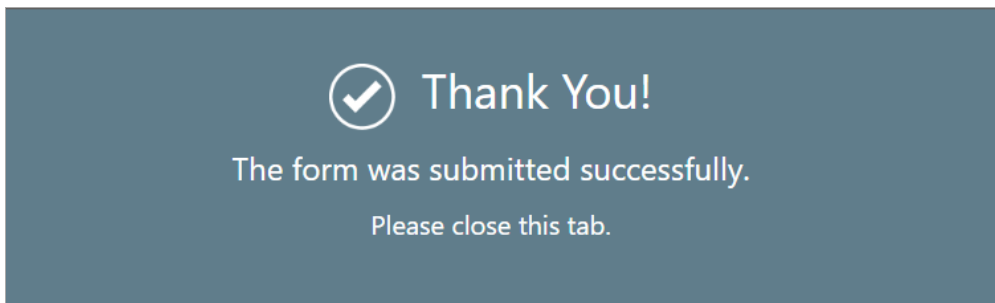 Thank You!
The form was submitted successfully.
Please close this tab.